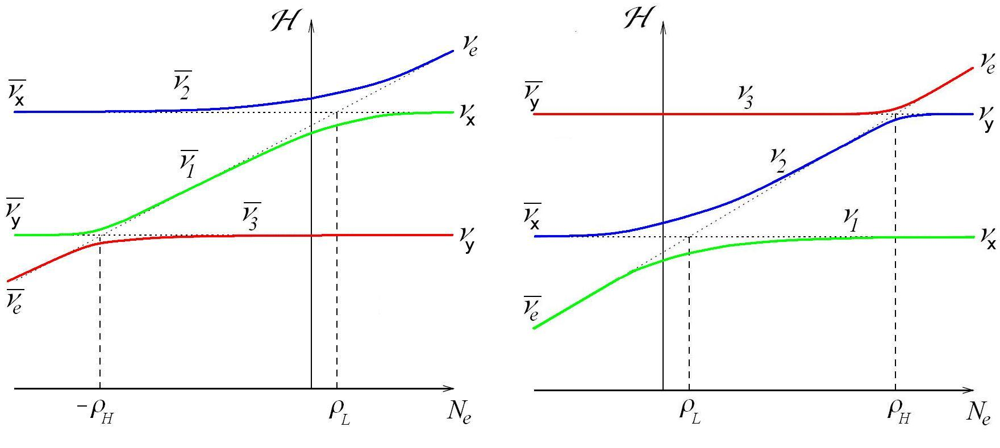 ℋ
ν_e
ν̅_x
ν̅_2
ν_x
ν̅_1
ν̅_y
ν̅_3
ν_y
ν̅_e
−ρ_H
ρ_L
N_e
ℋ
ν_e
ν̅_y
ν_3
ν_y
ν_2
ν̅_x
ν_1
ν_x
ν̅_e
ρ_L
ρ_H
N_e